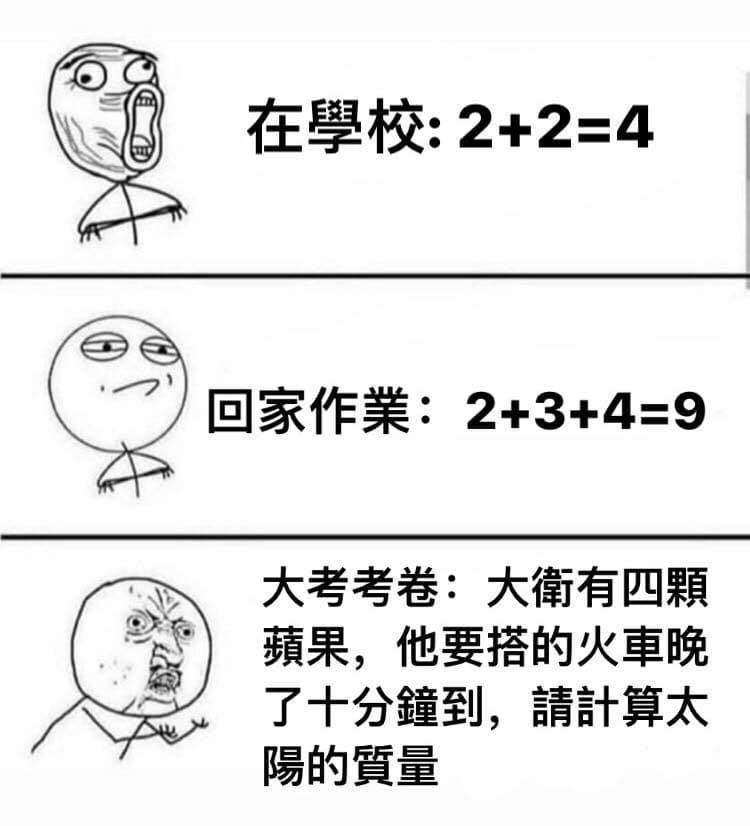 在學校: 2+2=4
回家作業：2+3+4=9
大考考卷：大衛有四顆
蘋果，他要搭的火車晚
了十分鐘到，請計算太
陽的質量